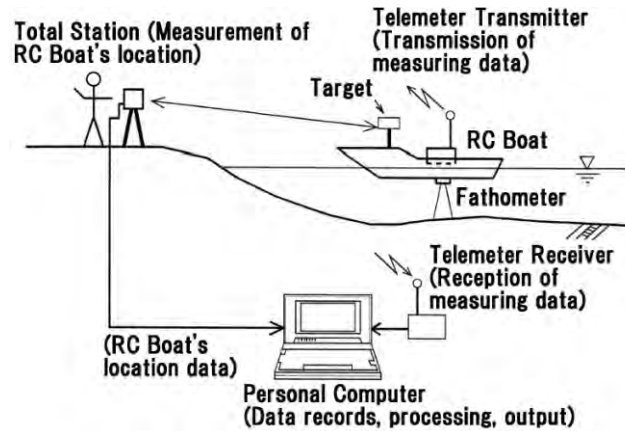 Total Station (Measurement of
RC Boat's location)
Telemeter Transmitter
(Transmission of
measuring data)
Target
RC Boat
Fathometer
Telemeter Receiver
(Reception of
measuring data)
(RC Boat's
location data)
Personal Computer
(Data records, processing, output)